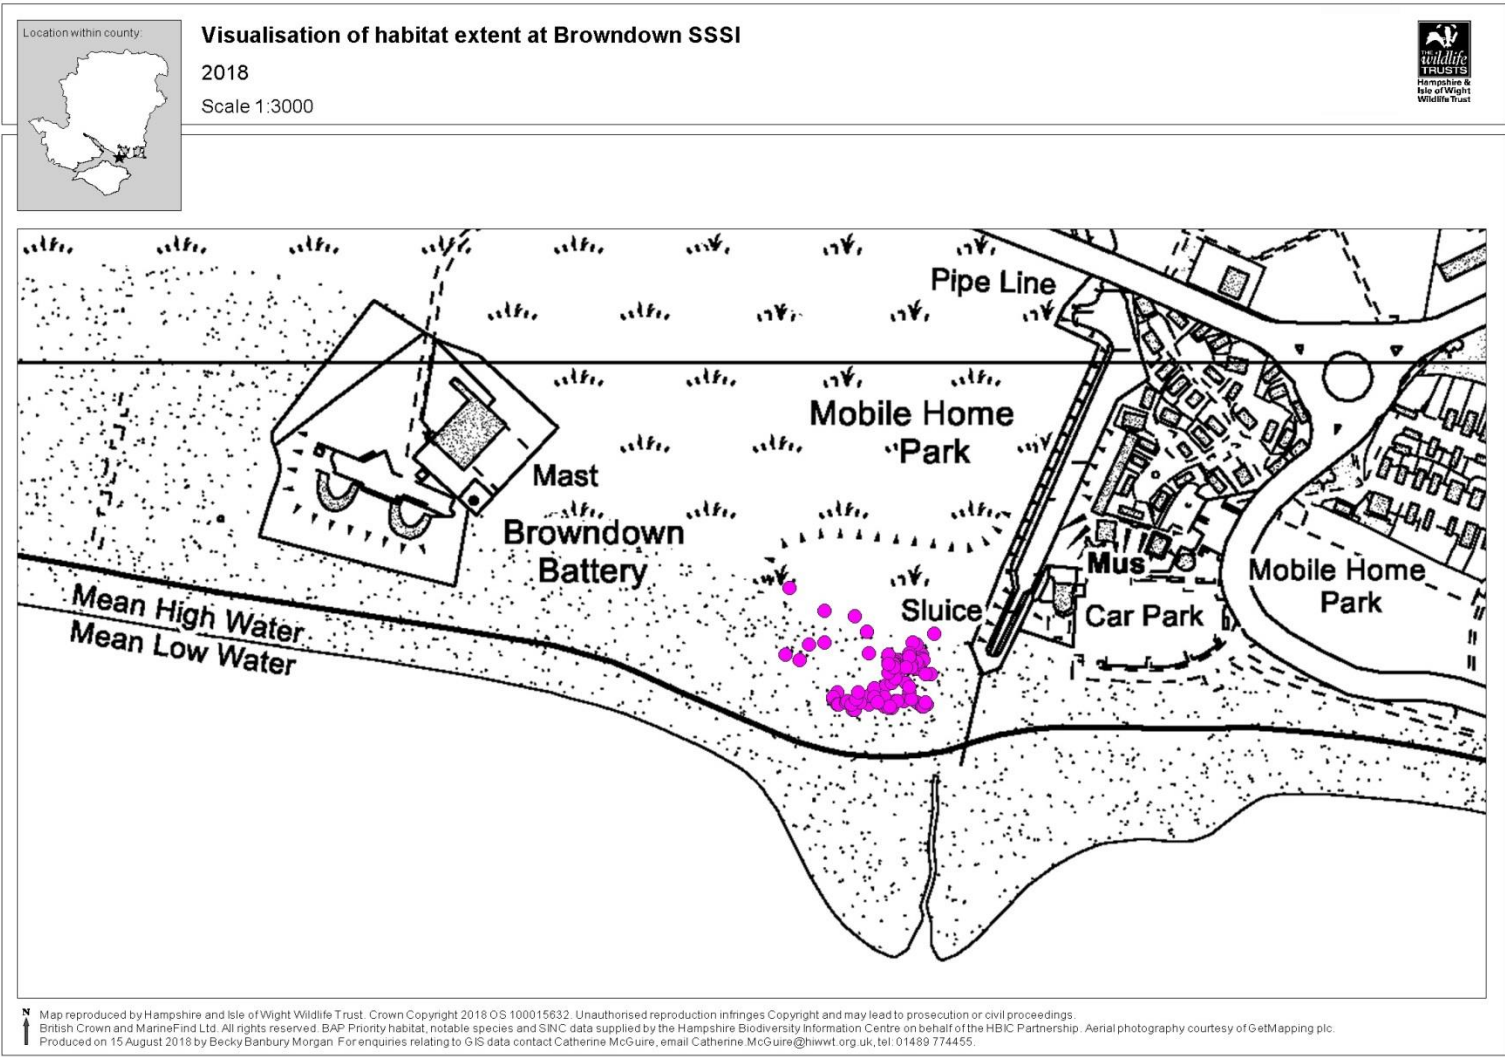 Location within county:
Visualisation of habitat extent at Browndown SSSI
2018
Scale 1:3000
THE
wildlife
TRUSTS
Hampshire &
Isle of Wight
Wildlife Trust
Pipe Line
Mobile Home
Park
Mast
Browndown
Battery
Sluice
Mus
Car Park
Mobile Home
Park
Mean High Water
Mean Low Water
N
Map reproduced by Hampshire and Isle of Wight Wildlife Trust. Crown Copyright 2018 OS 100015632. Unauthorised reproduction infringes Copyright and may lead to prosecution or civil proceedings.
British Crown and MarineFind Ltd. All rights reserved. BAP Priority habitat, notable species and SINC data supplied by the Hampshire Biodiversity Information Centre on behalf of the HBIC Partnership. Aerial photography courtesy of GetMapping plc.
Produced on 15 August 2018 by Becky Banbury Morgan For enquiries relating to GIS data contact Catherine McGuire, email Catherine.McGuire@hiwwt.org.uk, tel: 01489 774455.